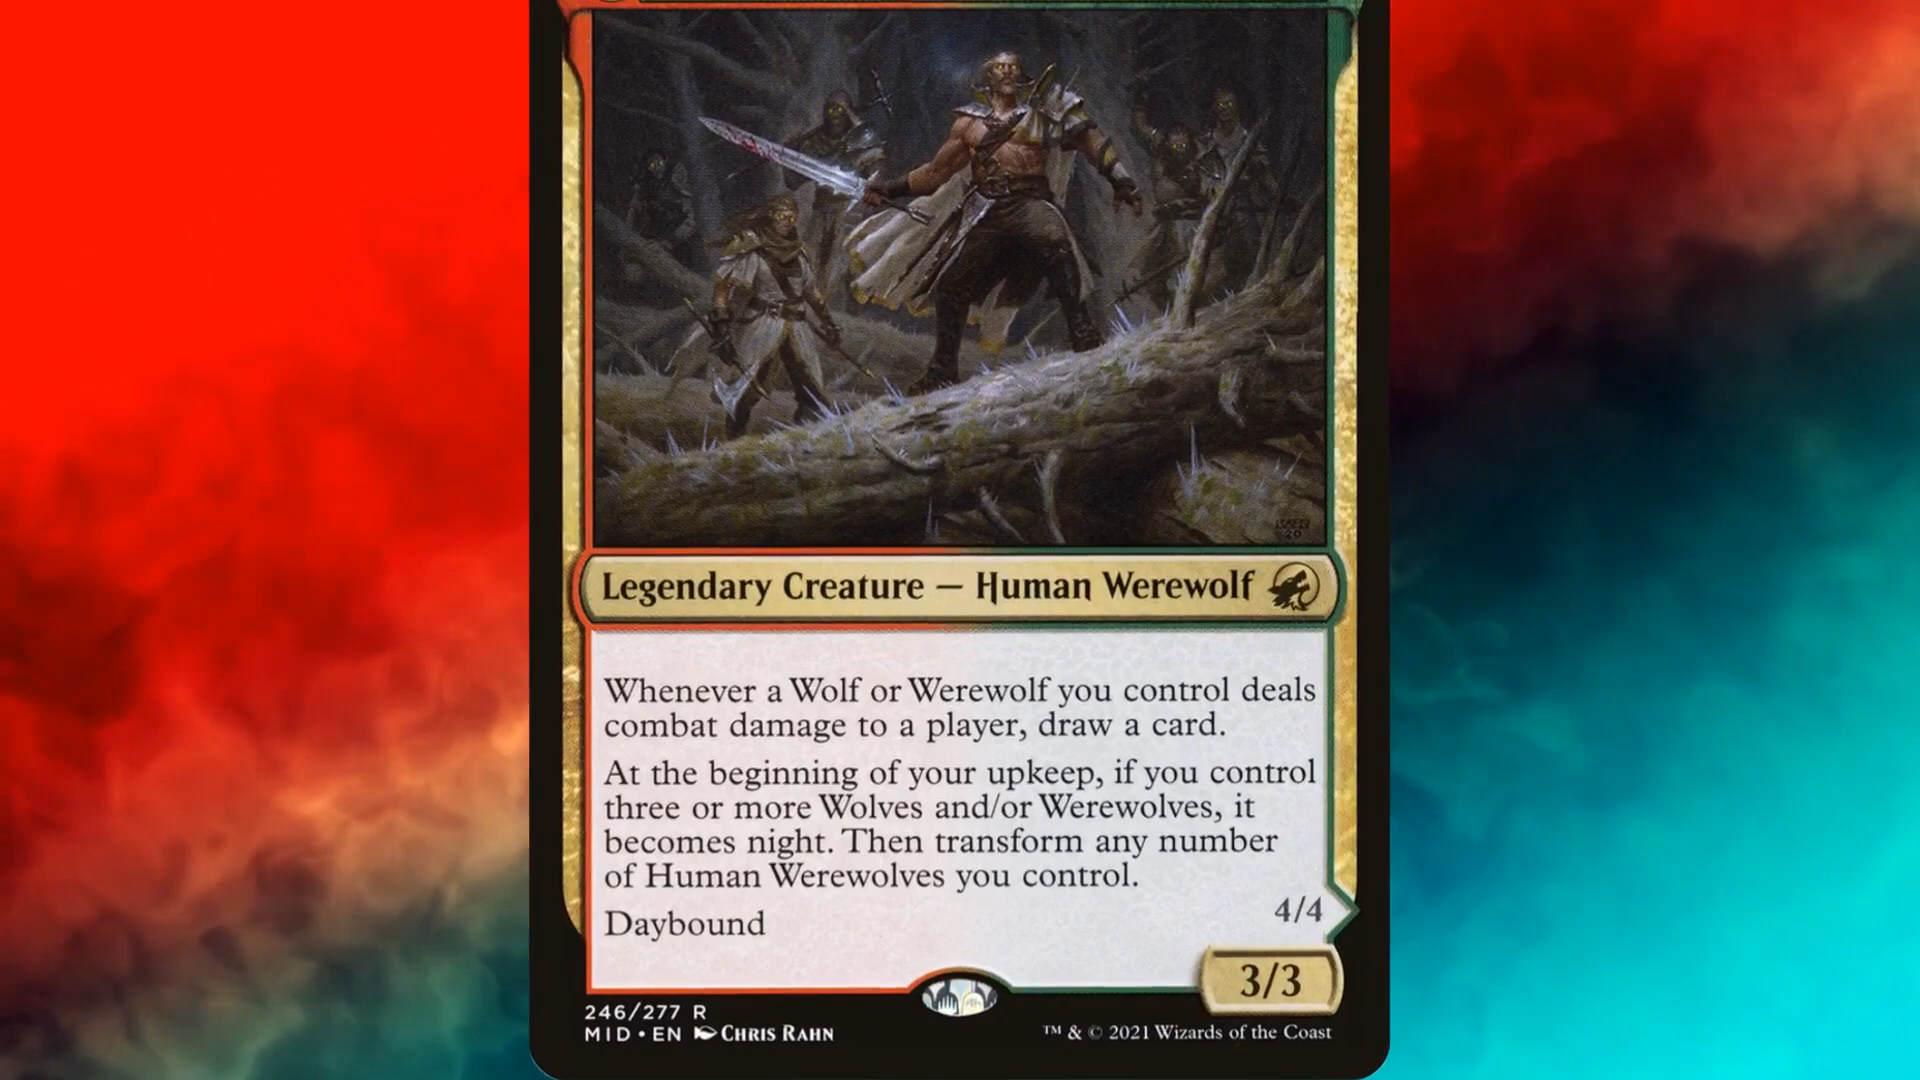 Legendary Creature — Human Werewolf
Whenever a Wolf or Werewolf you control deals
combat damage to a player, draw a card.
At the beginning of your upkeep, if you control
three or more Wolves and/or Werewolves, it
becomes night. Then transform any number
of Human Werewolves you control.
Daybound
4/4
3/3
246/277 R
MID • EN CHRIS RAHN
™ & © 2021 Wizards of the Coast